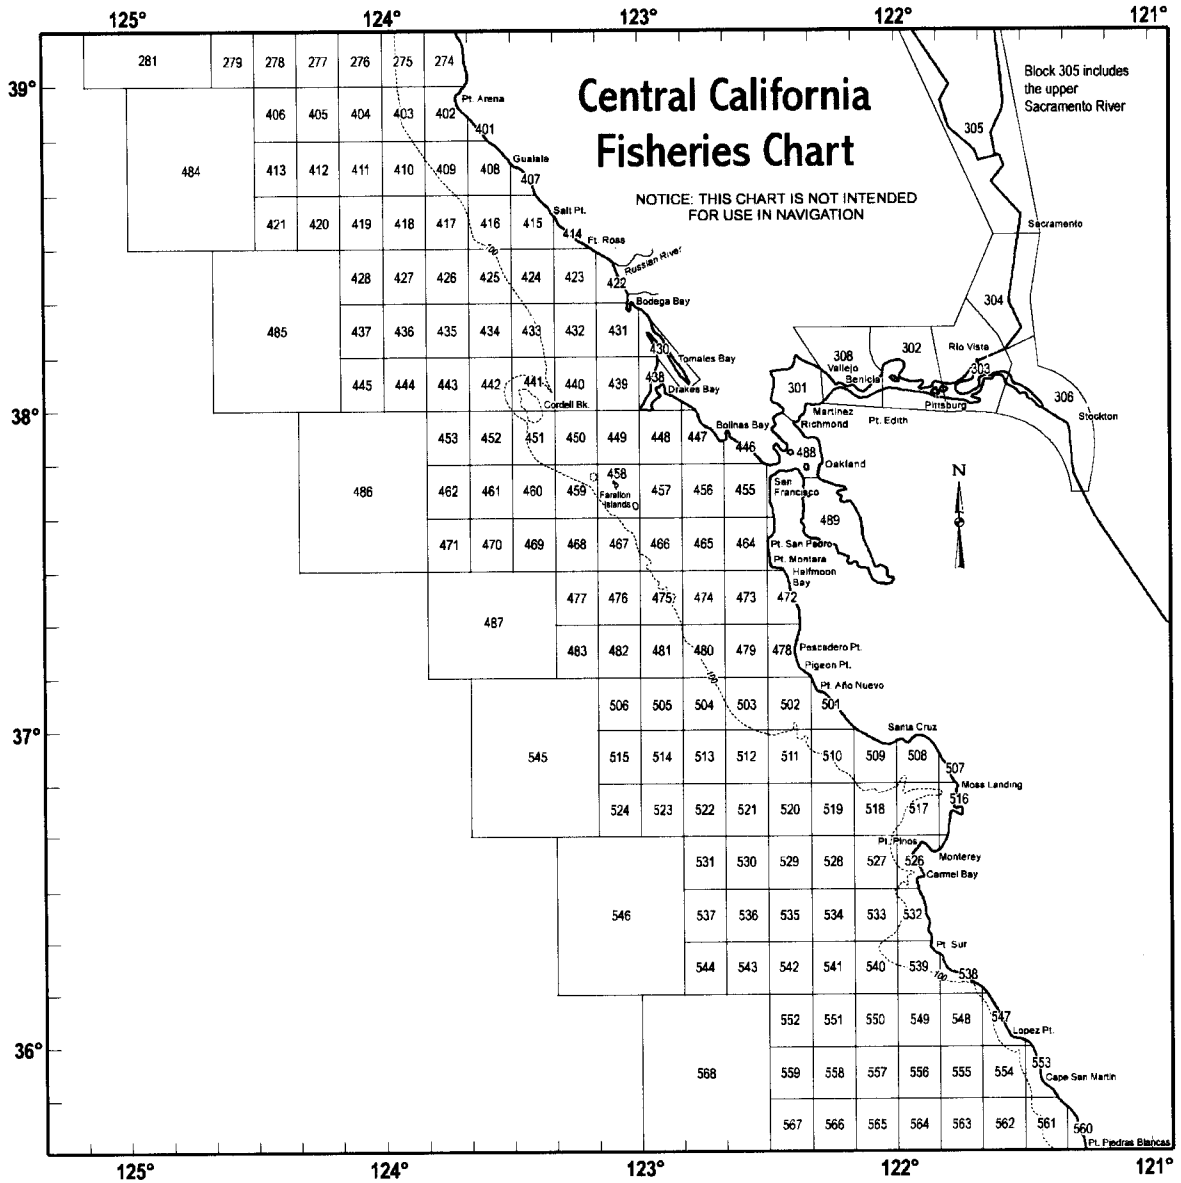 125° 124° 123° 122° 121°
281 279 278 277 276 275 274
Block 305 includes
the upper
Sacramento River
39°
Central California
Fisheries Chart
Pt. Arena
406 405 404 403 402 401
305
484 413 412 411 410 409 408
Gualala
407
NOTICE: THIS CHART IS NOT INTENDED
FOR USE IN NAVIGATION
421 420 419 418 417 416 415
Salt Pt.
414
Ft. Ross
Sacramento
100
Russian River
428 427 426 425 424 423 422
Bodega Bay
304
485 437 436 435 434 433 432 431
430
Tomales Bay
308
302
Rio Vista
Vallejo
303
Benicia
445 444 443 442 441 440 439 438
Drakes Bay
301
306
Cordell Bk.
Pittsburg
38°
Martinez
Richmond
Pt. Edith
Stockton
453 452 451 450 449 448 447
Bolinas Bay
446
488
Oakland
N
486 462 461 460 459 458 457 456 455
Farallon
Islands
San
Francisco
489
471 470 469 468 467 466 465 464
Pt. San Pedro
Pt. Montara
Halfmoon
Bay
477 476 475 474 473 472
487
483 482 481 480 479 478
Pescadero Pt.
Pigeon Pt.
100
Pt. Año Nuevo
506 505 504 503 502 501
Santa Cruz
37°
545 515 514 513 512 511 510 509 508
507
Moss Landing
524 523 522 521 520 519 518 517 516
Pt. Pinos
531 530 529 528 527 526
Monterey
Carmel Bay
546 537 536 535 534 533 532
Pt. Sur
544 543 542 541 540 539 538
100
552 551 550 549 548 547
Lopez Pt.
36°
568 559 558 557 556 555 554 553
Cape San Martin
567 566 565 564 563 562 561 560
Pt. Piedras Blancas
125° 124° 123° 122° 121°